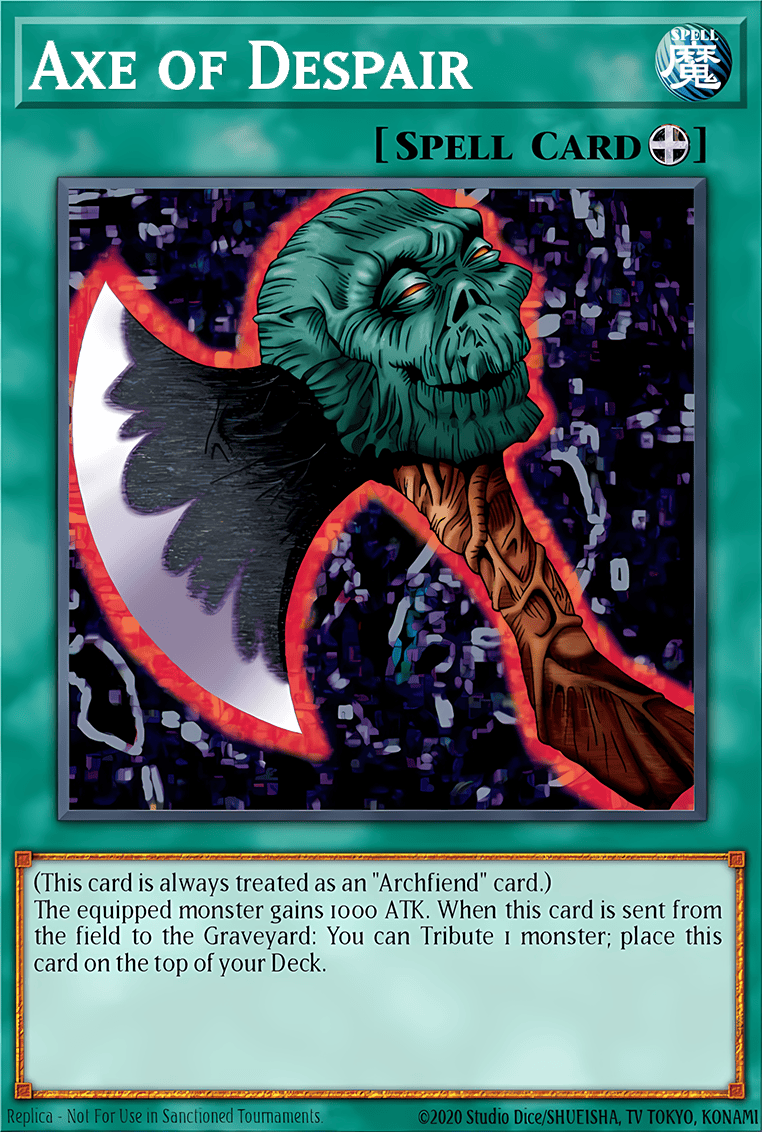 Axe of Despair
SPELL
魔
[Spell Card]
(This card is always treated as an "Archfiend" card.)
The equipped monster gains 1000 ATK. When this card is sent from
the field to the Graveyard: You can Tribute 1 monster; place this
card on the top of your Deck.
Replica - Not For Use in Sanctioned Tournaments.
©2020 Studio Dice/SHUEISHA, TV TOKYO, KONAMI